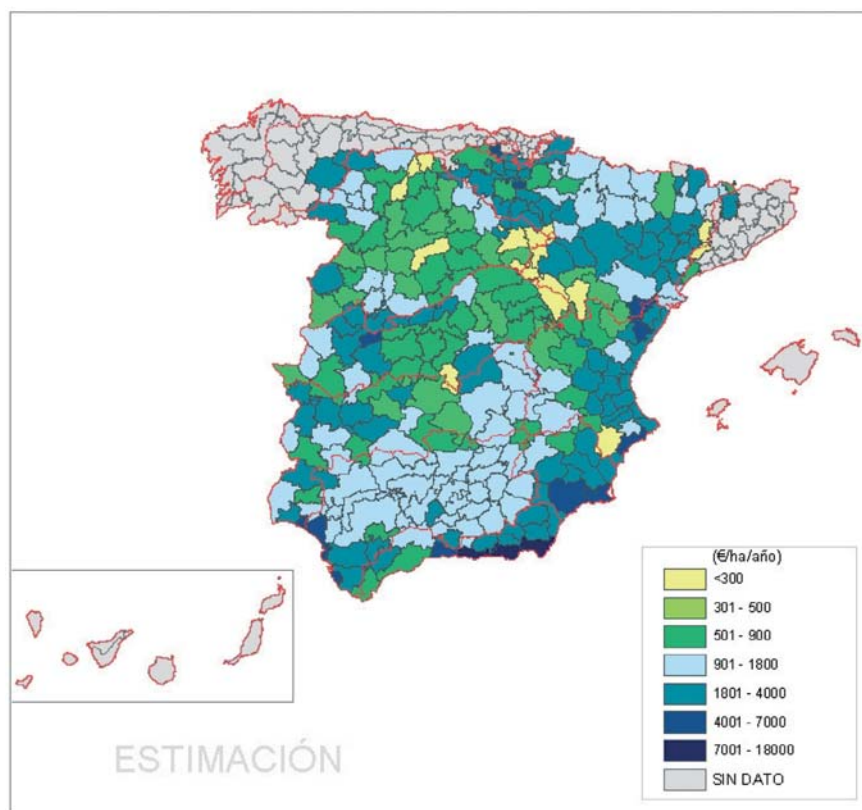 (€/ha/año)
<300
301 - 500
501 - 900
901 - 1800
1801 - 4000
4001 - 7000
7001 - 18000
SIN DATO
ESTIMACIÓN